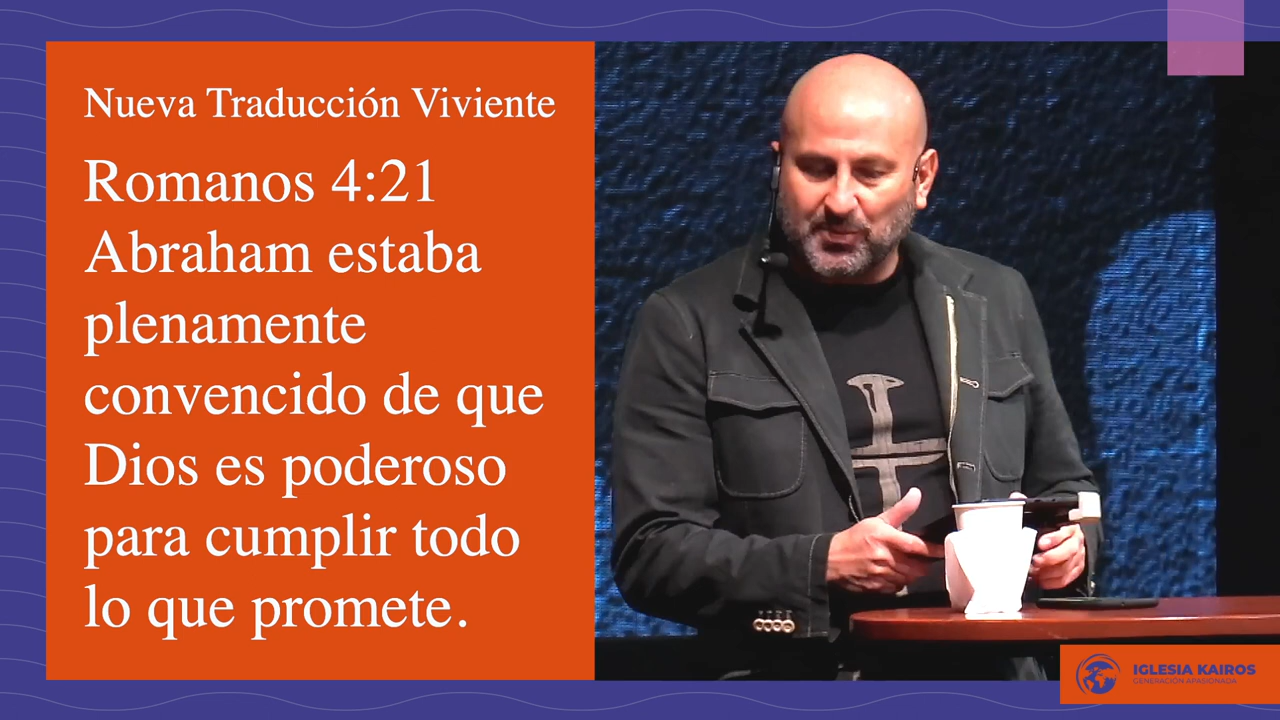 Nueva Traducción Viviente
Romanos 4:21
Abraham estaba
plenamente
convencido de que
Dios es poderoso
para cumplir todo
lo que promete.
IGLESIA KAIROS
GENERACIÓN APASIONADA